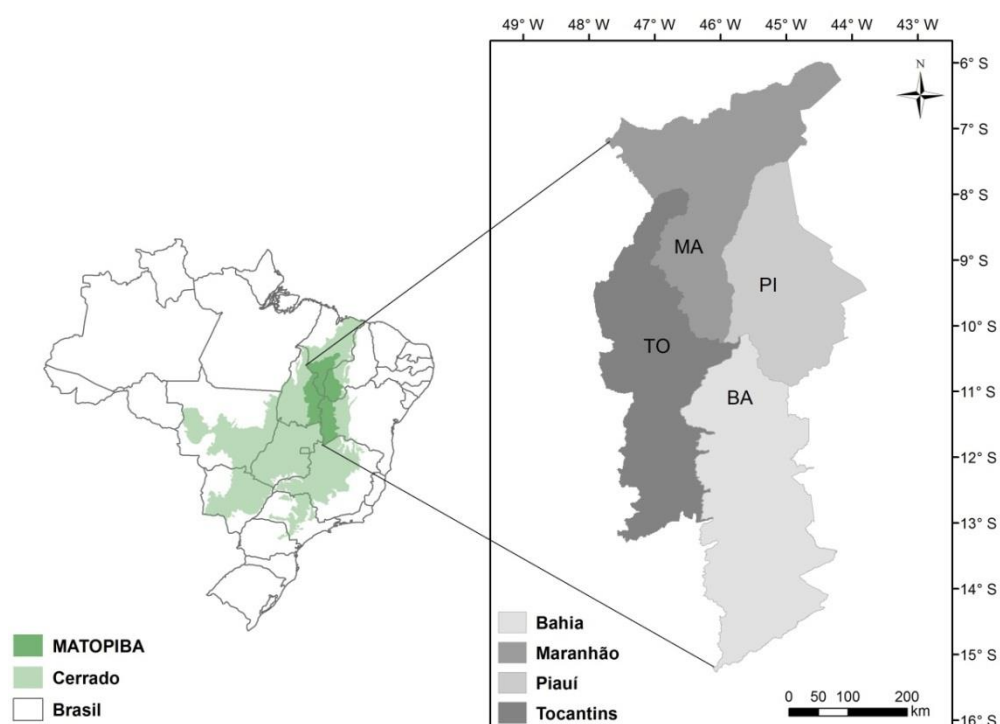 49° W 48° W 47° W 46° W 45° W 44° W 43° W
6° S
N
7° S
8° S
MA
9° S
PI
10° S
TO
11° S
BA
12° S
13° S
14° S
15° S
16° S
MATOPIBA
Cerrado
Brasil
Bahia
Maranhão
Piauí
Tocantins
0 50 100 200
km